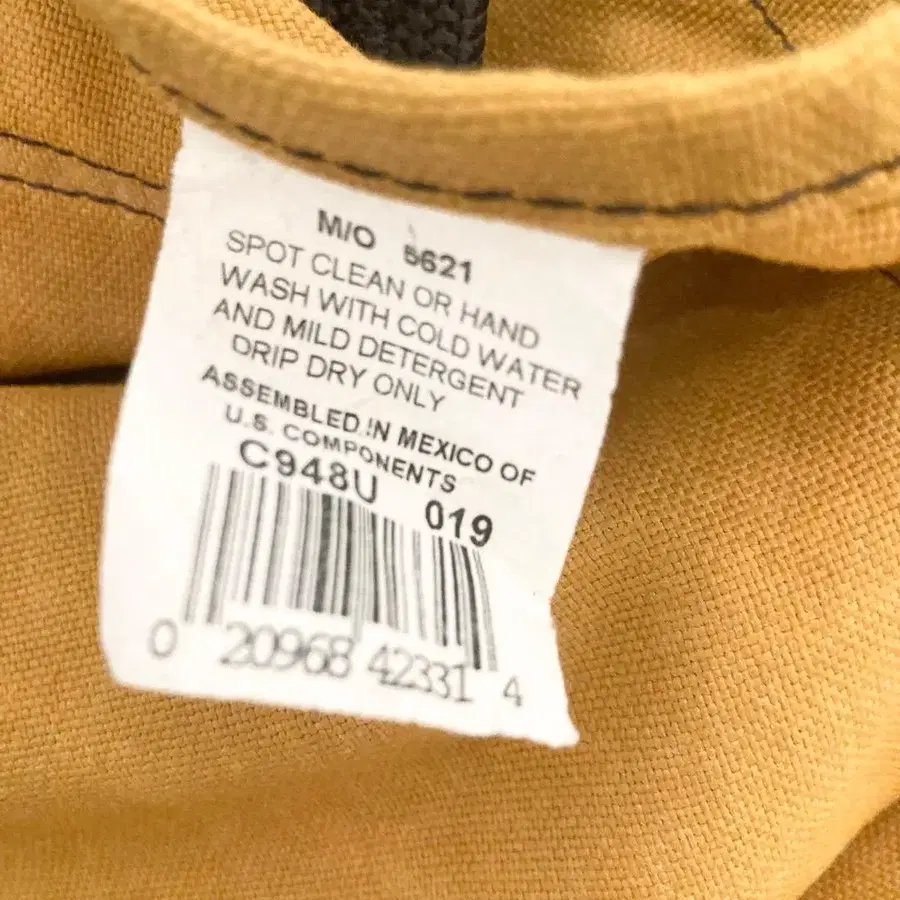 M/O 5621
SPOT CLEAN OR HAND
WASH WITH COLD WATER
AND MILD DETERGENT
DRIP DRY ONLY
ASSEMBLED IN MEXICO OF
U.S. COMPONENTS
C948U 019
0 20968 42331 4